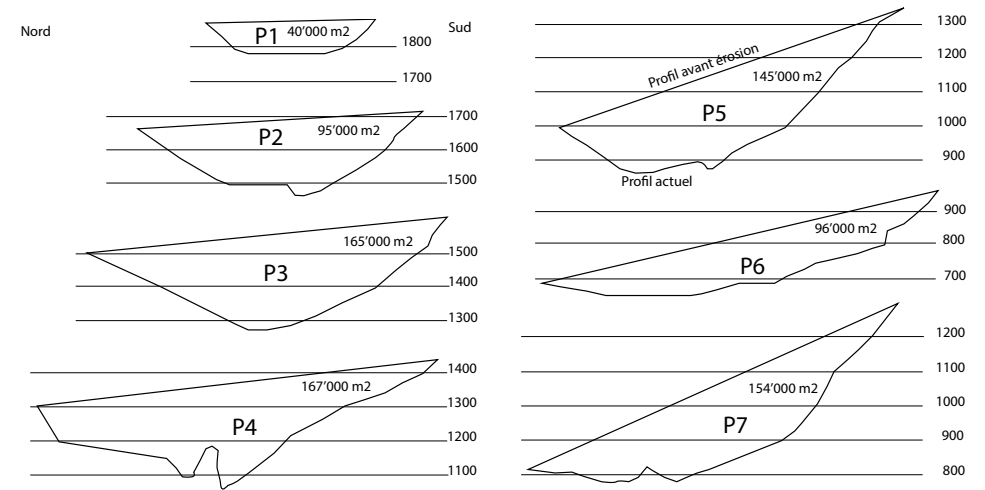 Nord
Sud
P1 40’000 m2
1800
1700
1700
P2 95’000 m2
1600
1500
165’000 m2
1500
P3
1400
1300
1400
167’000 m2
1300
P4
1200
1100
1300
Profil avant érosion
1200
145’000 m2
1100
P5
1000
900
Profil actuel
900
96’000 m2
800
P6
700
1200
1100
154’000 m2
1000
P7
900
800